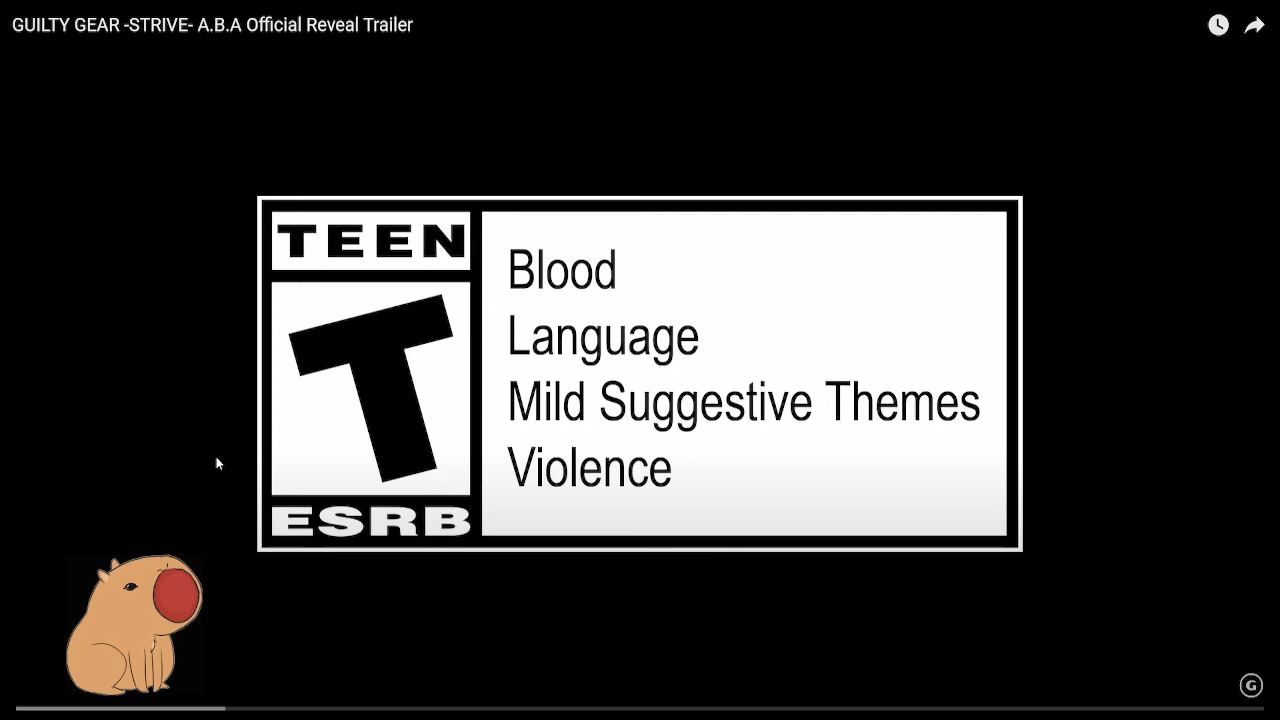 GUILTY GEAR -STRIVE- A.B.A Official Reveal Trailer
TEEN
T
ESRB
Blood
Language
Mild Suggestive Themes
Violence
G